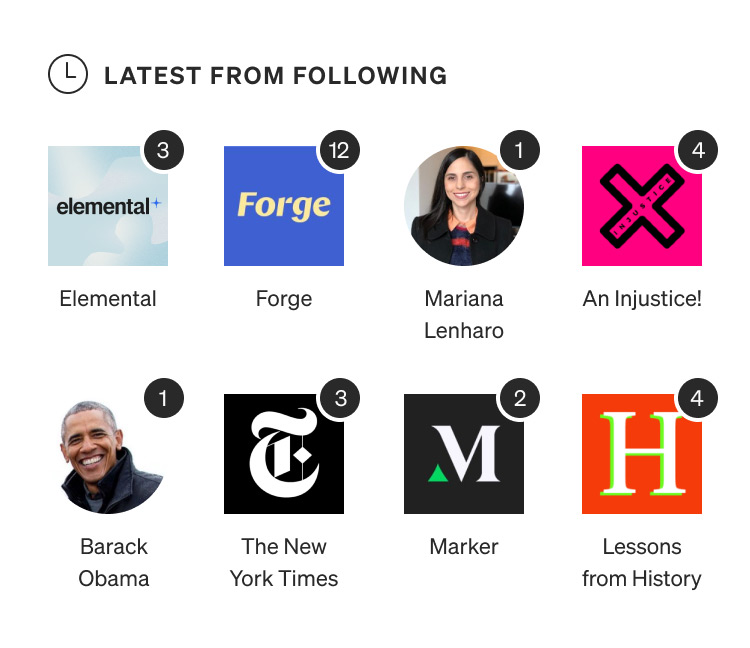 LATEST FROM FOLLOWING
3
12
1
4
elemental
Forge
INJUSTICE
Elemental
Forge
Mariana
Lenharo
An Injustice!
1
3
2
4
T
M
H
Barack
Obama
The New
York Times
Marker
Lessons
from History